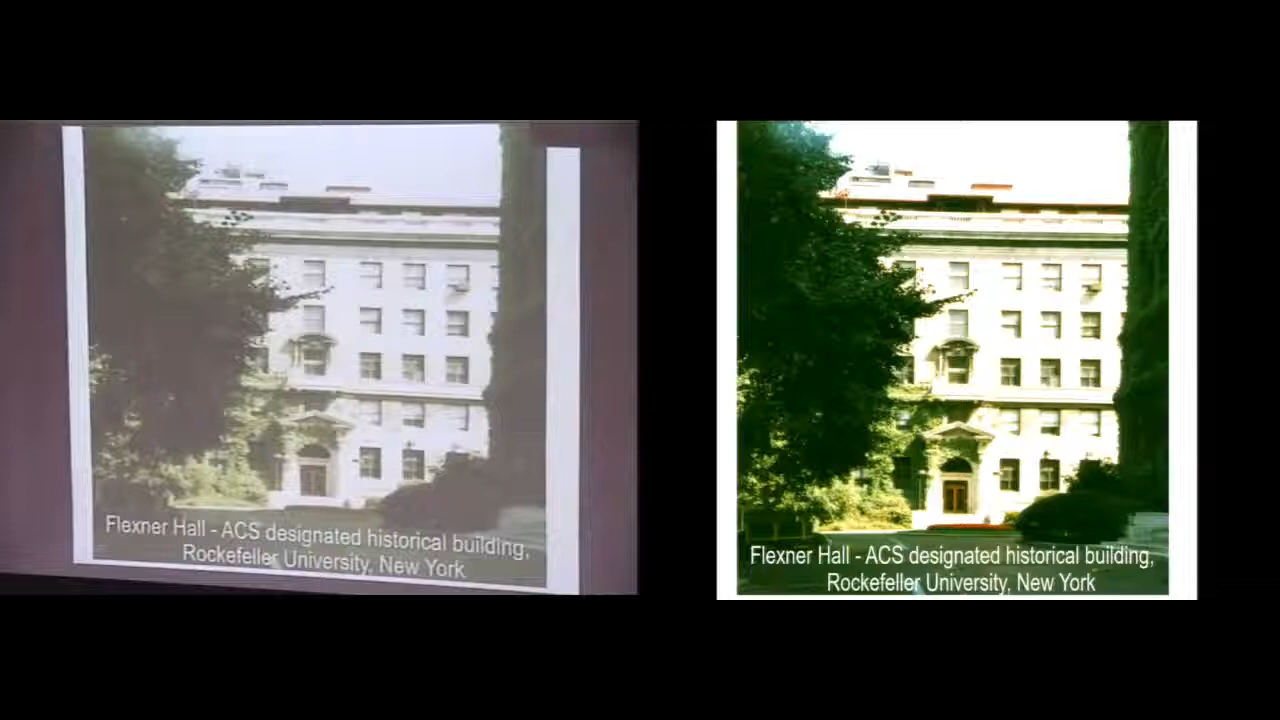 Flexner Hall - ACS designated historical building,
Rockefeller University, New York
Flexner Hall - ACS designated historical building,
Rockefeller University, New York